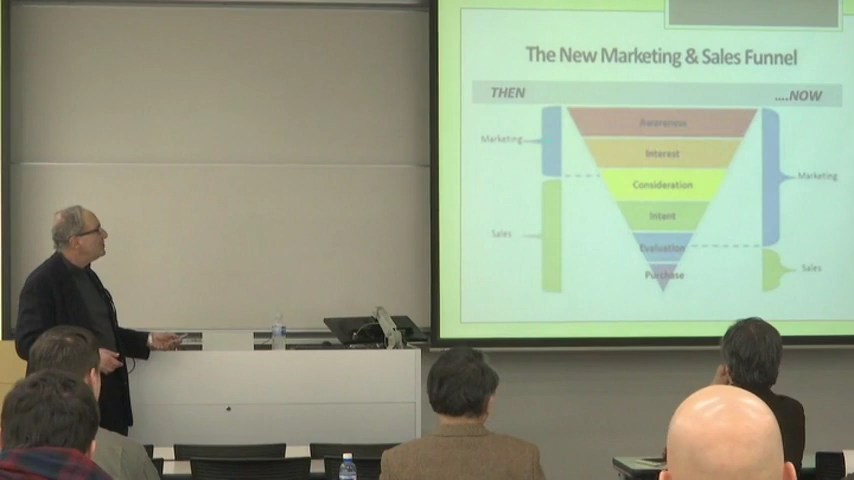 The New Marketing & Sales Funnel
THEN
....NOW
Awareness
Marketing
Interest
Consideration
Marketing
Intent
Sales
Evaluation
Sales
Purchase